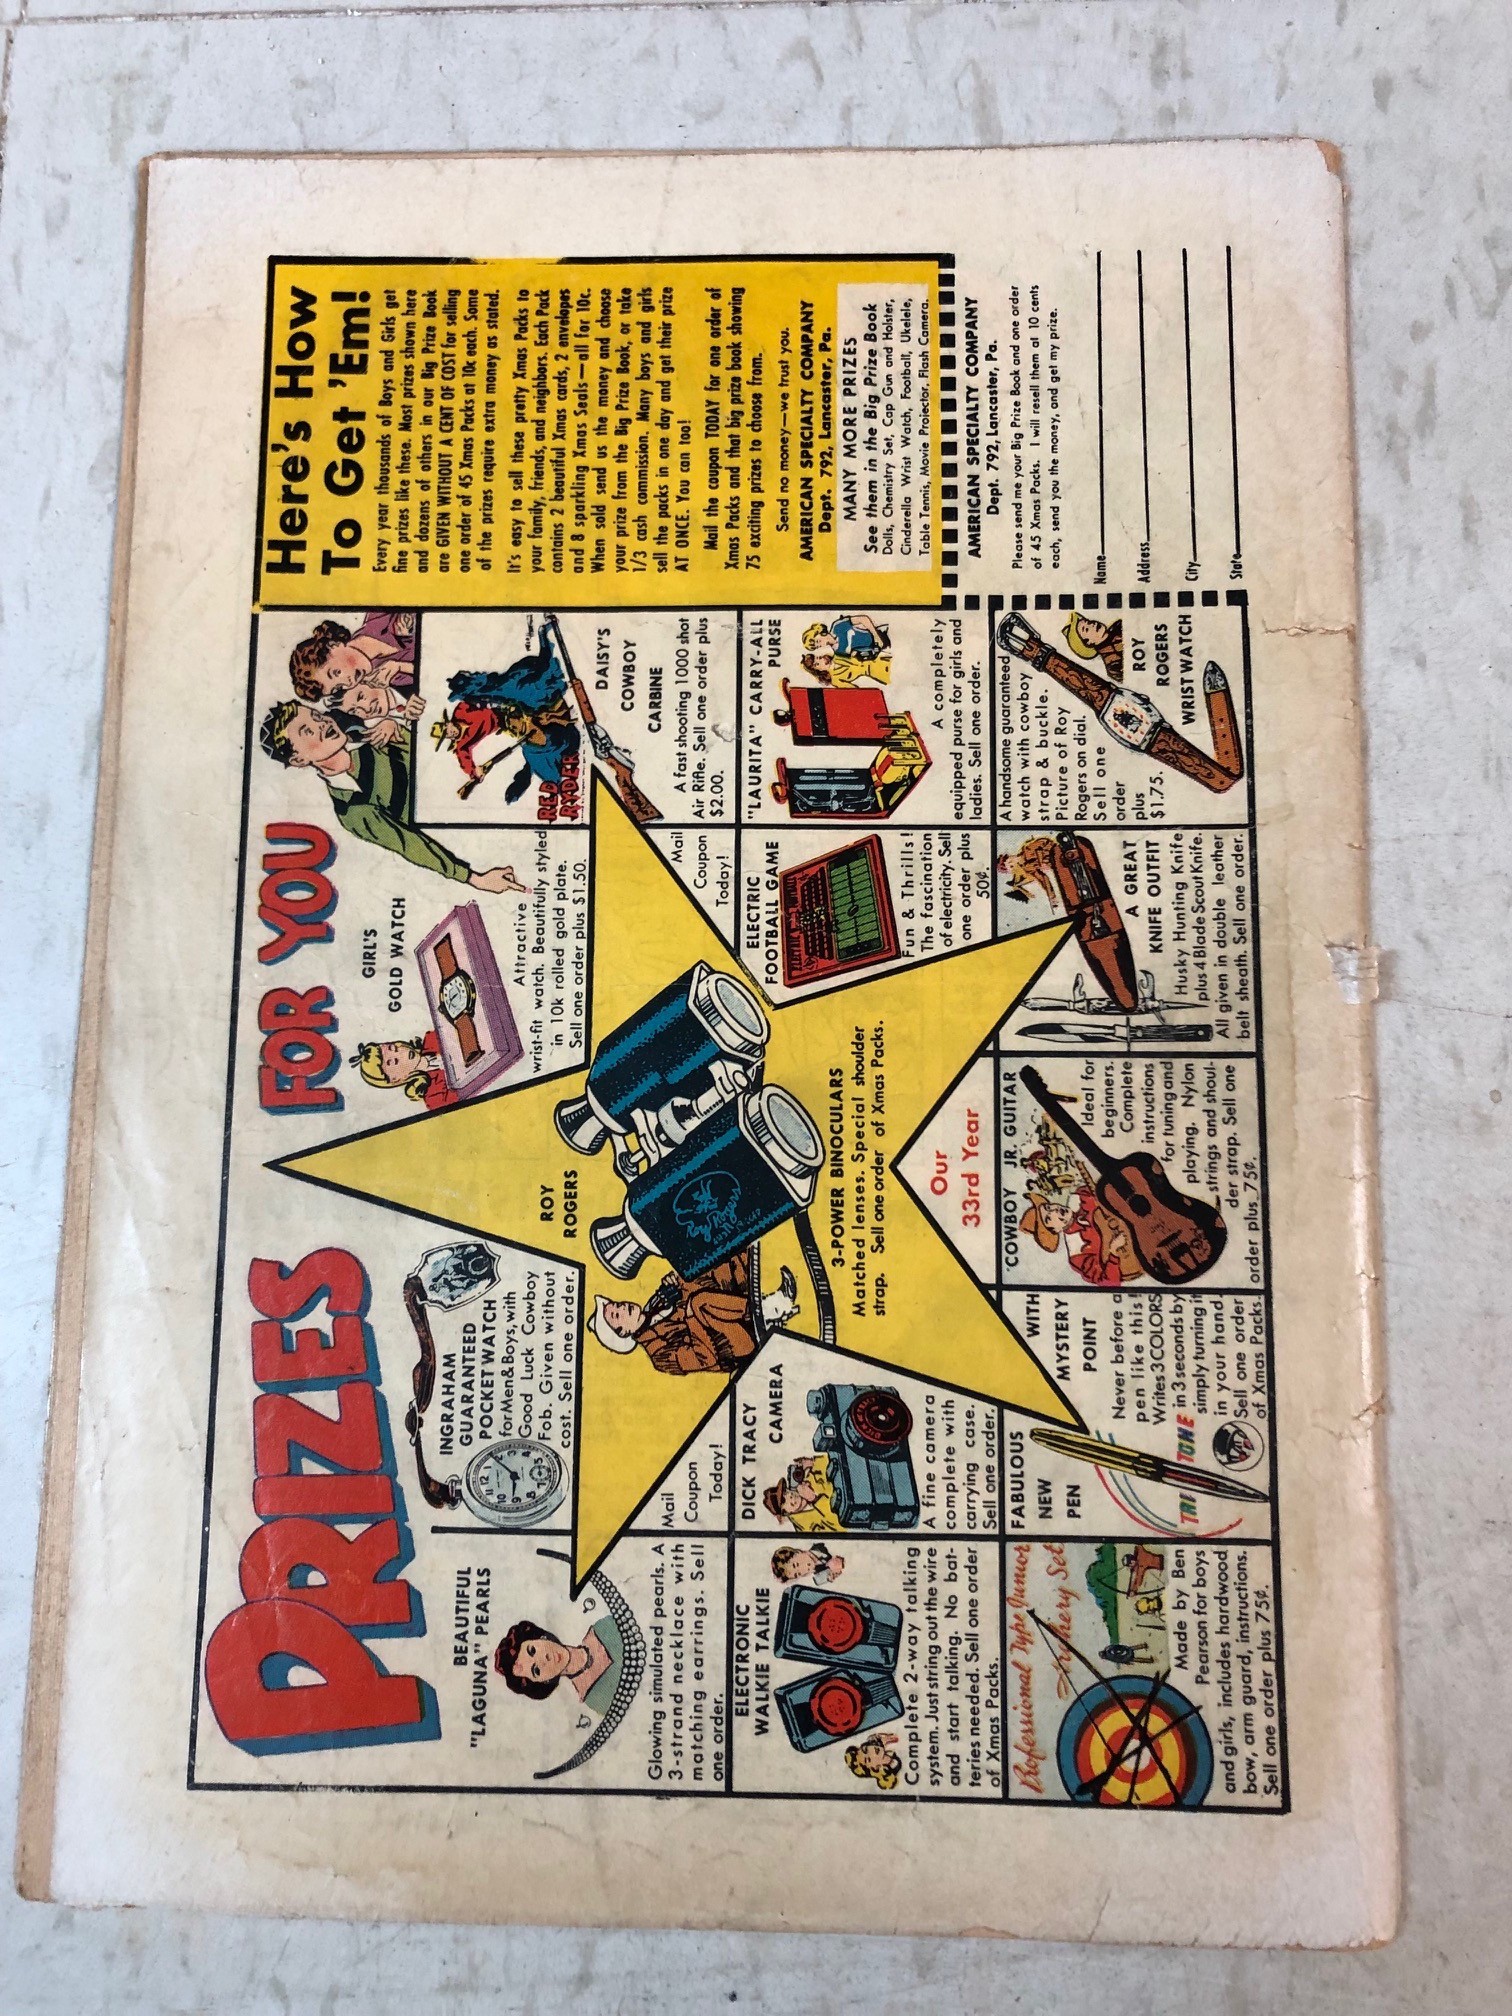 PRIZES FOR YOU
BEAUTIFUL
"LAGUNA" PEARLS
Glowing simulated pearls. A
3-strand necklace with
matching earrings. Sell
one order.
INGRAHAM
GUARANTEED
POCKET WATCH
for Men & Boys, with
Good Luck Cowboy
Fob. Given without
cost. Sell one order.
Mail
Coupon
Today!
ROY
ROGERS
3-POWER BINOCULARS
Matched lenses. Special shoulder
strap. Sell one order of Xmas Packs.
GIRL'S
GOLD WATCH
Attractive
wrist-fit watch. Beautifully styled
in 10k rolled gold plate.
Sell one order plus $1.50.
Mail
Coupon
Today!
RED
RYDER
DAISY'S
COWBOY
CARBINE
A fast shooting 1000 shot
Air Rifle. Sell one order plus
$2.00.
ELECTRONIC
WALKIE TALKIE
Complete 2-way talking
system. Just string out the wire
and start talking. No bat-
teries needed. Sell one order
of Xmas Packs.
DICK TRACY
CAMERA
A fine camera
complete with
carrying case.
Sell one order.
Our
33rd Year
ELECTRIC
FOOTBALL GAME
Fun & Thrills!
The fascination
of electricity. Sell
one order plus
50¢.
"LAURITA" CARRY-ALL
PURSE
A completely
equipped purse for girls and
ladies. Sell one order.
Professional Type Junior
Archery Set
Made by Ben
Pearson for boys
and girls, includes hardwood
bow, arm guard, instructions.
Sell one order plus 75¢.
FABULOUS
NEW
PEN
WITH
MYSTERY
POINT
TRI TONE
Never before a
pen like this!
Writes 3 COLORS
in 3 seconds by
simply turning it
in your hand.
Sell one order
of Xmas Packs.
COWBOY JR. GUITAR
Ideal for
beginners.
Complete
instructions
for tuning and
playing. Nylon
strings and shoul-
der strap. Sell one
order plus 75¢.
A GREAT
KNIFE OUTFIT
Husky Hunting Knife
plus 4 Blade Scout Knife.
All given in double leather
belt sheath. Sell one order.
A handsome guaranteed
watch with cowboy
strap & buckle.
Picture of Roy
Rogers on dial.
Sell one
order
plus
$1.75.
ROY
ROGERS
WRIST WATCH
Here's How
To Get 'Em!
Every year thousands of Boys and Girls get
fine prizes like these. Most prizes shown here
and dozens of others in our Big Prize Book
are GIVEN WITHOUT A CENT OF COST for selling
one order of 45 Xmas Packs at 10c each. Some
of the prizes require extra money as stated.
It's easy to sell these pretty Xmas Packs to
your family, friends, and neighbors. Each Pack
contains 2 beautiful Xmas cards, 2 envelopes
and 8 sparkling Xmas Seals—all for 10c.
When sold send us the money and choose
your prize from the Big Prize Book, or take
1/3 cash commission. Many boys and girls
sell the packs in one day and get their prize
AT ONCE. You can too!
Mail the coupon TODAY for one order of
Xmas Packs and that big prize book showing
75 exciting prizes to choose from.
Send no money—we trust you.
AMERICAN SPECIALTY COMPANY
Dept. 792, Lancaster, Pa.
MANY MORE PRIZES
See them in the Big Prize Book
Dolls, Chemistry Set, Cap Gun and Holster,
Cinderella Wrist Watch, Football, Ukelele,
Table Tennis, Movie Projector, Flash Camera.
AMERICAN SPECIALTY COMPANY
Dept. 792, Lancaster, Pa.
Please send me your Big Prize Book and one order
of 45 Xmas Packs. I will resell them at 10 cents
each, send you the money, and get my prize.
Name
Address
City
State